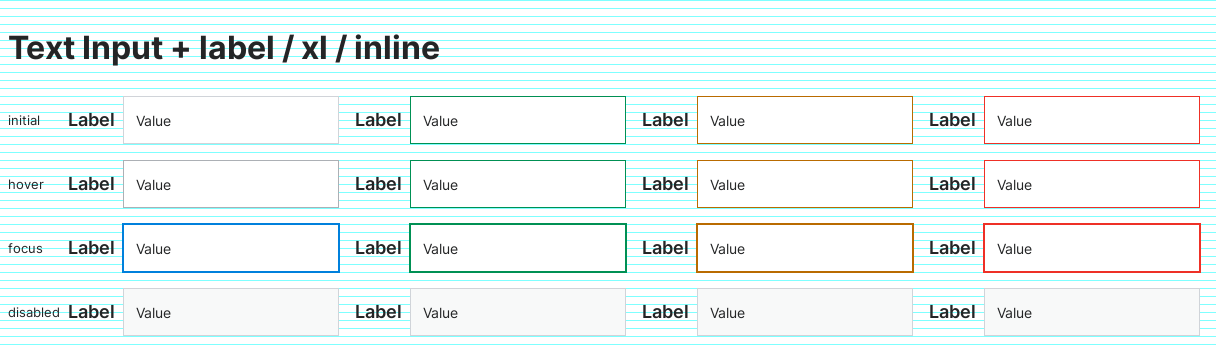 Text Input + label / xl / inline
initial Label Value Label Value Label Value Label Value
hover Label Value Label Value Label Value Label Value
focus Label Value Label Value Label Value Label Value
disabled Label Value Label Value Label Value Label Value